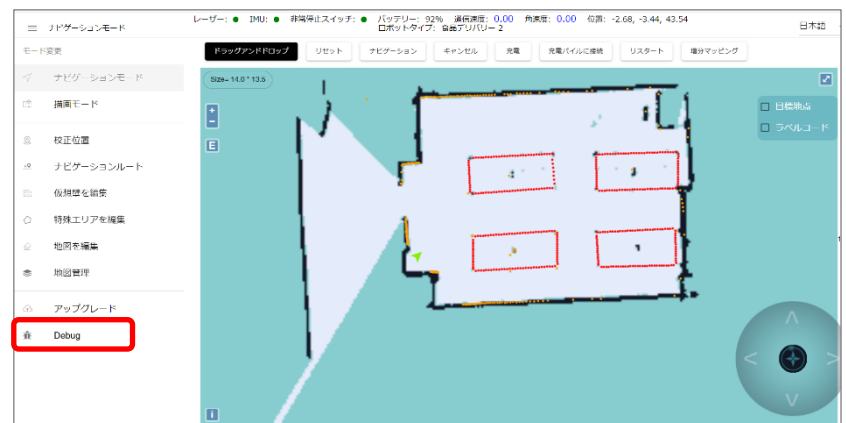 ナビゲーションモード
レーザー: IMU: 非常停止スイッチ: バッテリー: 92% 通信速度: 0.00 角速度: 0.00 位置: -2.68, -3.44, 43.54
ロボットタイプ: 食品デリバリー 2
日本語
モード変更
ドラッグアンドドロップ リセット ナビゲーション キャンセル 充電 充電パイルに接続 リスタート 増分マッピング
ナビゲーションモード
描画モード
校正位置
ナビゲーションルート
仮想壁を編集
特殊エリアを編集
地図を編集
地図管理
アップグレード
Debug
Size= 14.0 * 13.5
+
-
E
目標地点
ラベルコード
i